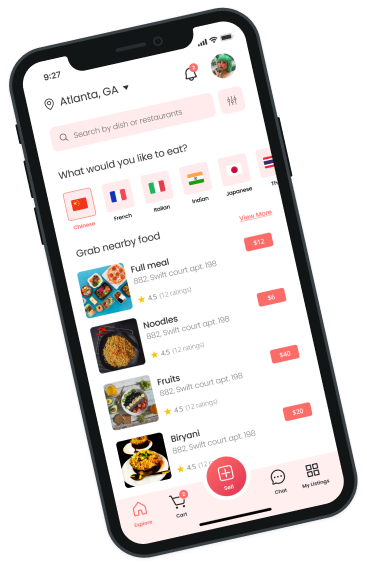 9:27
Atlanta, GA
2
Search by dish or restaurants
What would you like to eat?
Chinese
French
Italian
Indian
Japanese
Th
Grab nearby food
View More
Full meal
$12
882, Swift court apt. 198
4.5 (12 ratings)
Noodles
$6
882, Swift court apt. 198
4.5 (12 ratings)
Fruits
$40
882, Swift court apt. 198
4.5 (12 ratings)
Biryani
$20
882, Swift court apt. 198
4.5 (12
Explore
Cart
Sell
Chat
My Listings